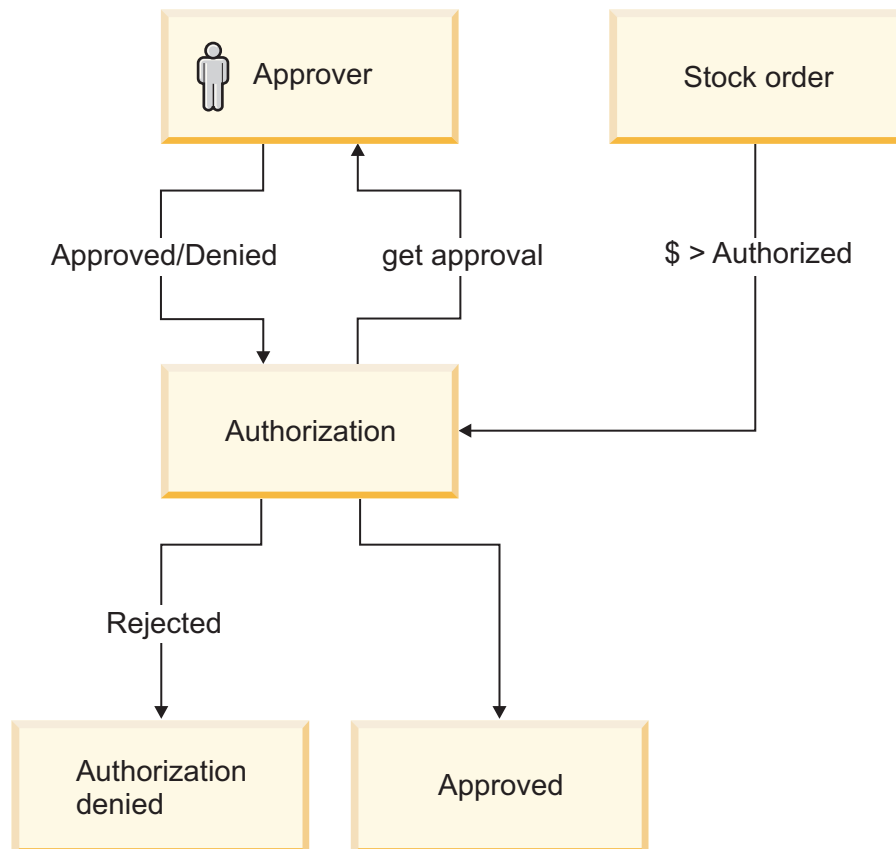 Approver
Stock order
Approved/Denied
get approval
$ > Authorized
Authorization
Rejected
Authorization
denied
Approved